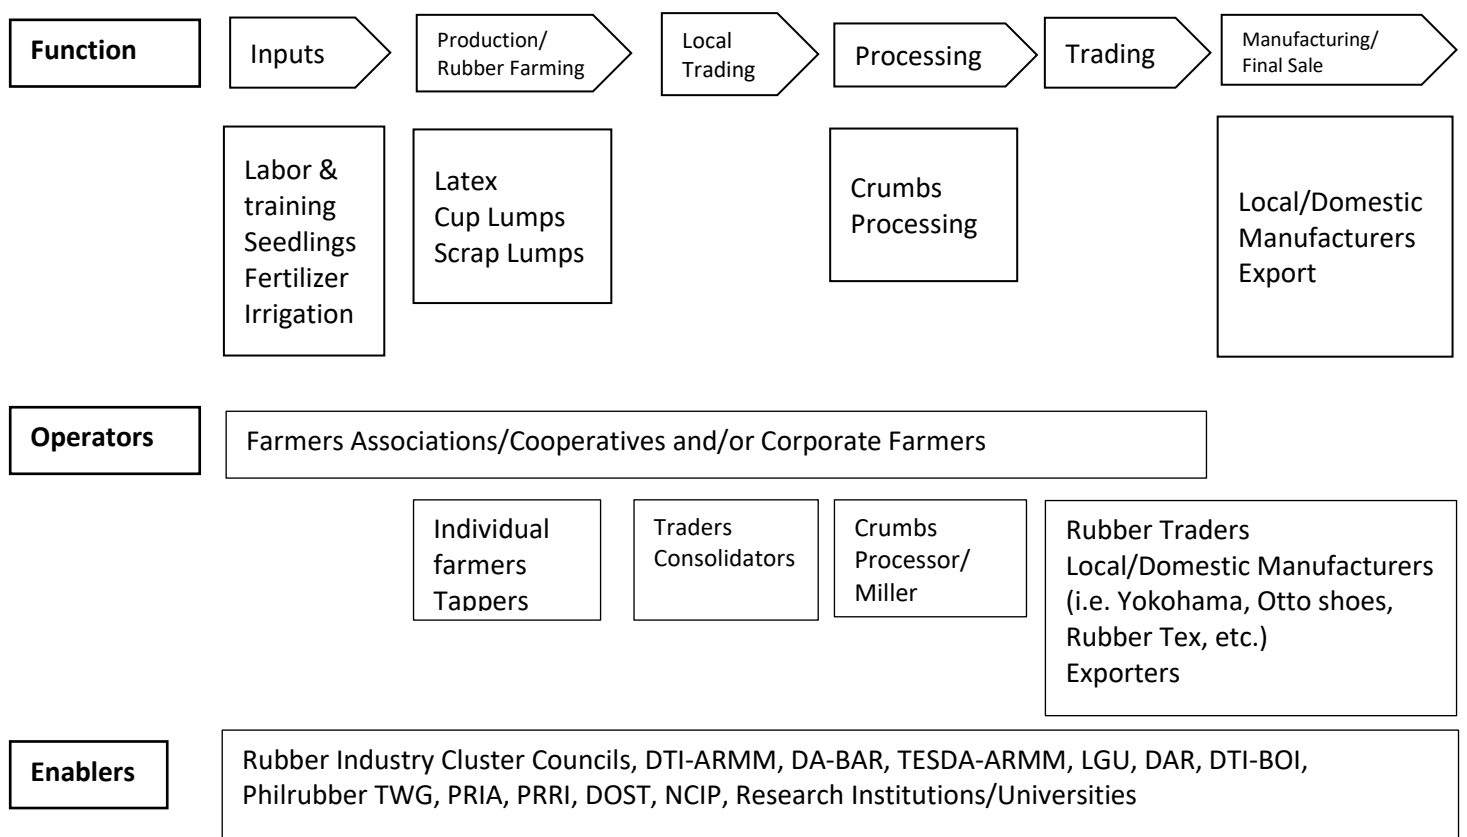 Function
Inputs
Production/
Rubber Farming
Local
Trading
Processing
Trading
Manufacturing/
Final Sale
Labor &
training
Seedlings
Fertilizer
Irrigation
Latex
Cup Lumps
Scrap Lumps
Crumbs
Processing
Local/Domestic
Manufacturers
Export
Operators
Farmers Associations/Cooperatives and/or Corporate Farmers
Individual
farmers
Tappers
Traders
Consolidators
Crumbs
Processor/
Miller
Rubber Traders
Local/Domestic Manufacturers
(i.e. Yokohama, Otto shoes,
Rubber Tex, etc.)
Exporters
Enablers
Rubber Industry Cluster Councils, DTI-ARMM, DA-BAR, TESDA-ARMM, LGU, DAR, DTI-BOI,
Philrubber TWG, PRIA, PRRI, DOST, NCIP, Research Institutions/Universities